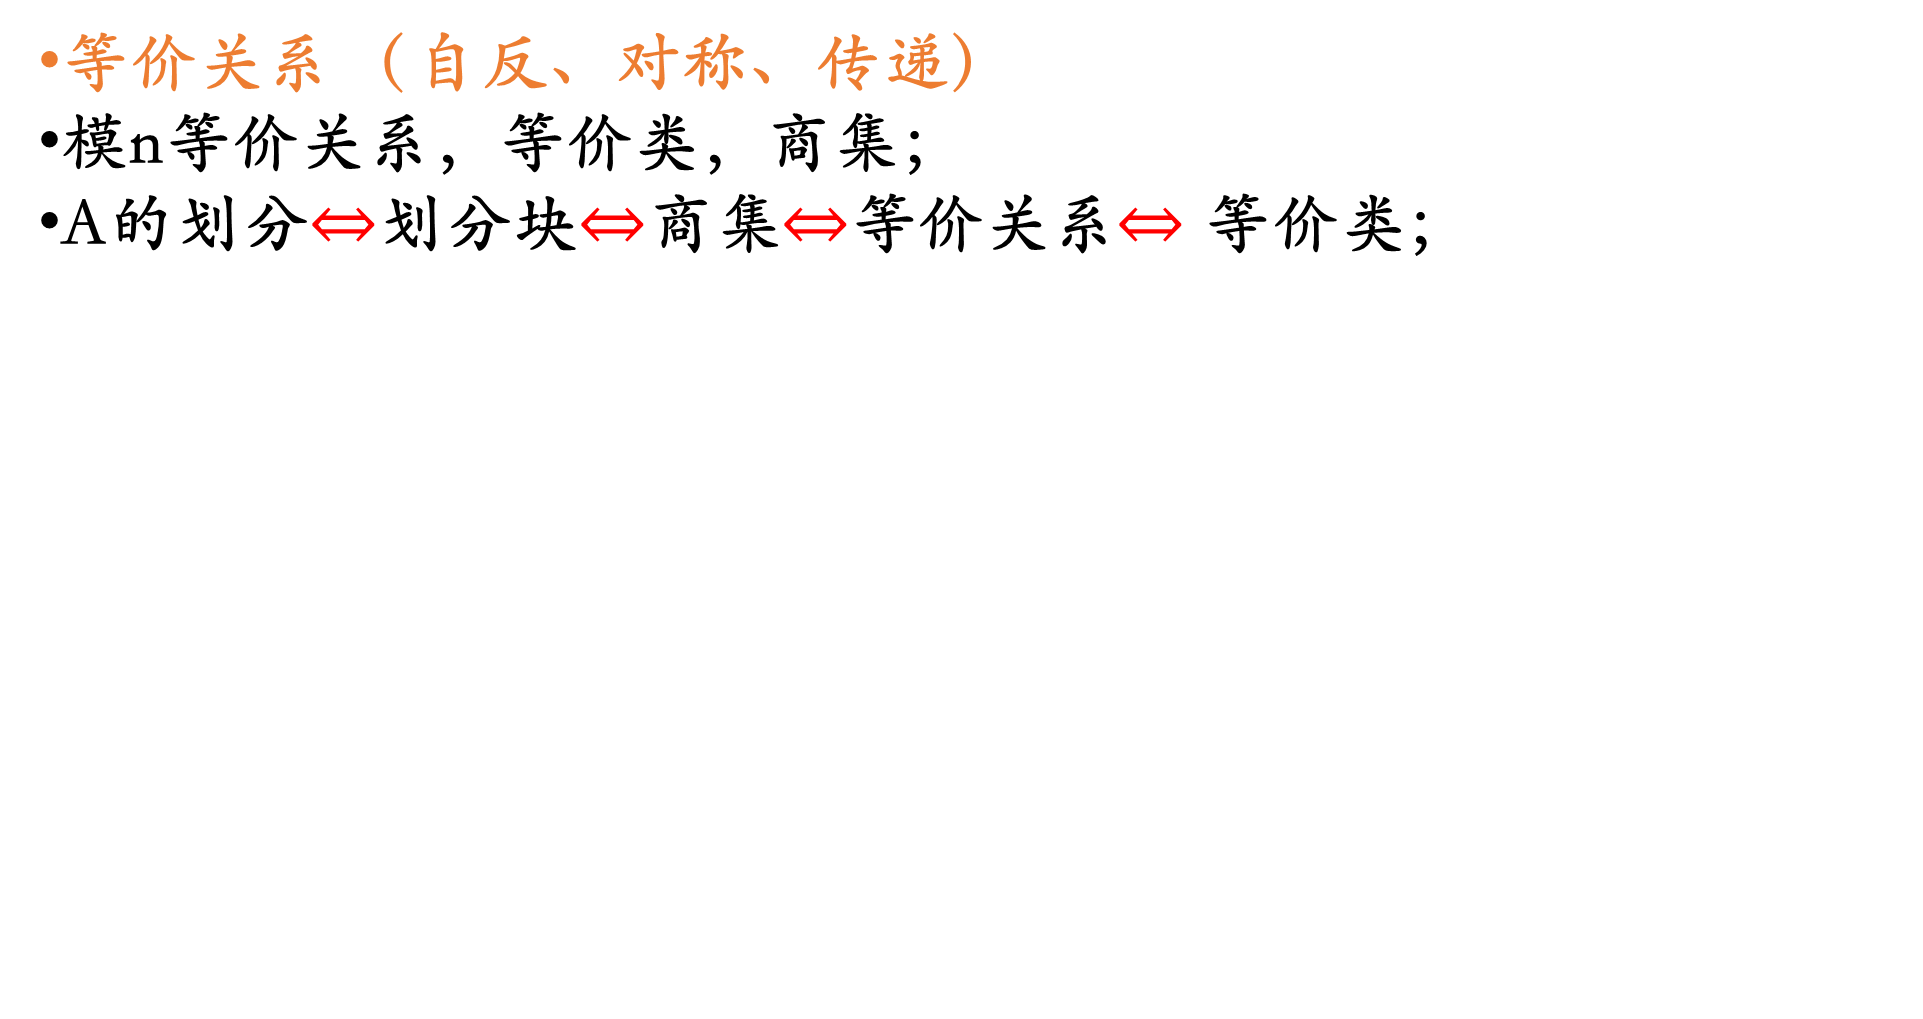 •等价关系（自反、对称、传递）
•模n等价关系，等价类，商集；
•A的划分⇔划分块⇔商集⇔等价关系⇔ 等价类；